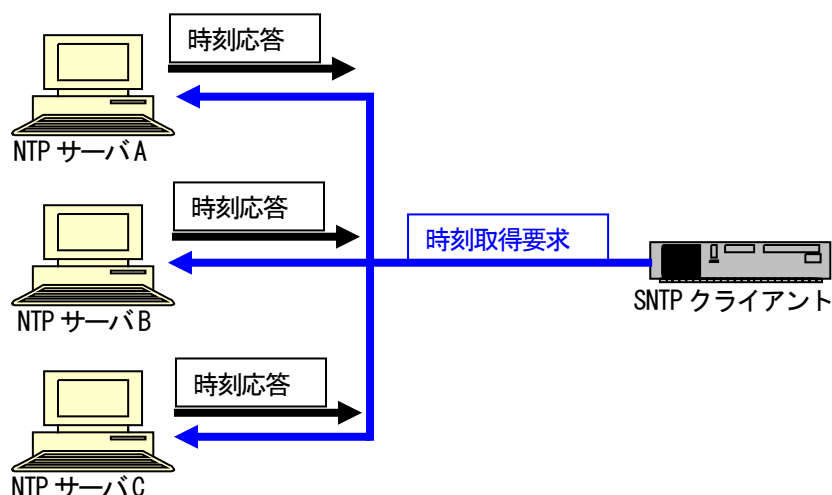 時刻応答
NTP サーバA
時刻応答
時刻取得要求
SNTP クライアント
NTP サーバB
時刻応答
NTP サーバC